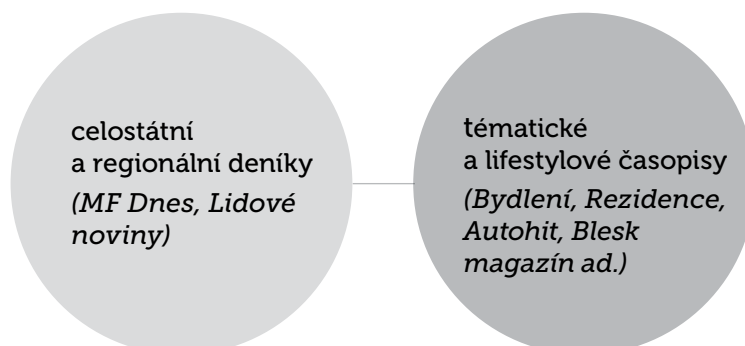 celostátní
a regionální deníky
(MF Dnes, Lidové
noviny)
tématické
a lifestylové časopisy
(Bydlení, Rezidence,
Autohit, Blesk
magazín ad.)